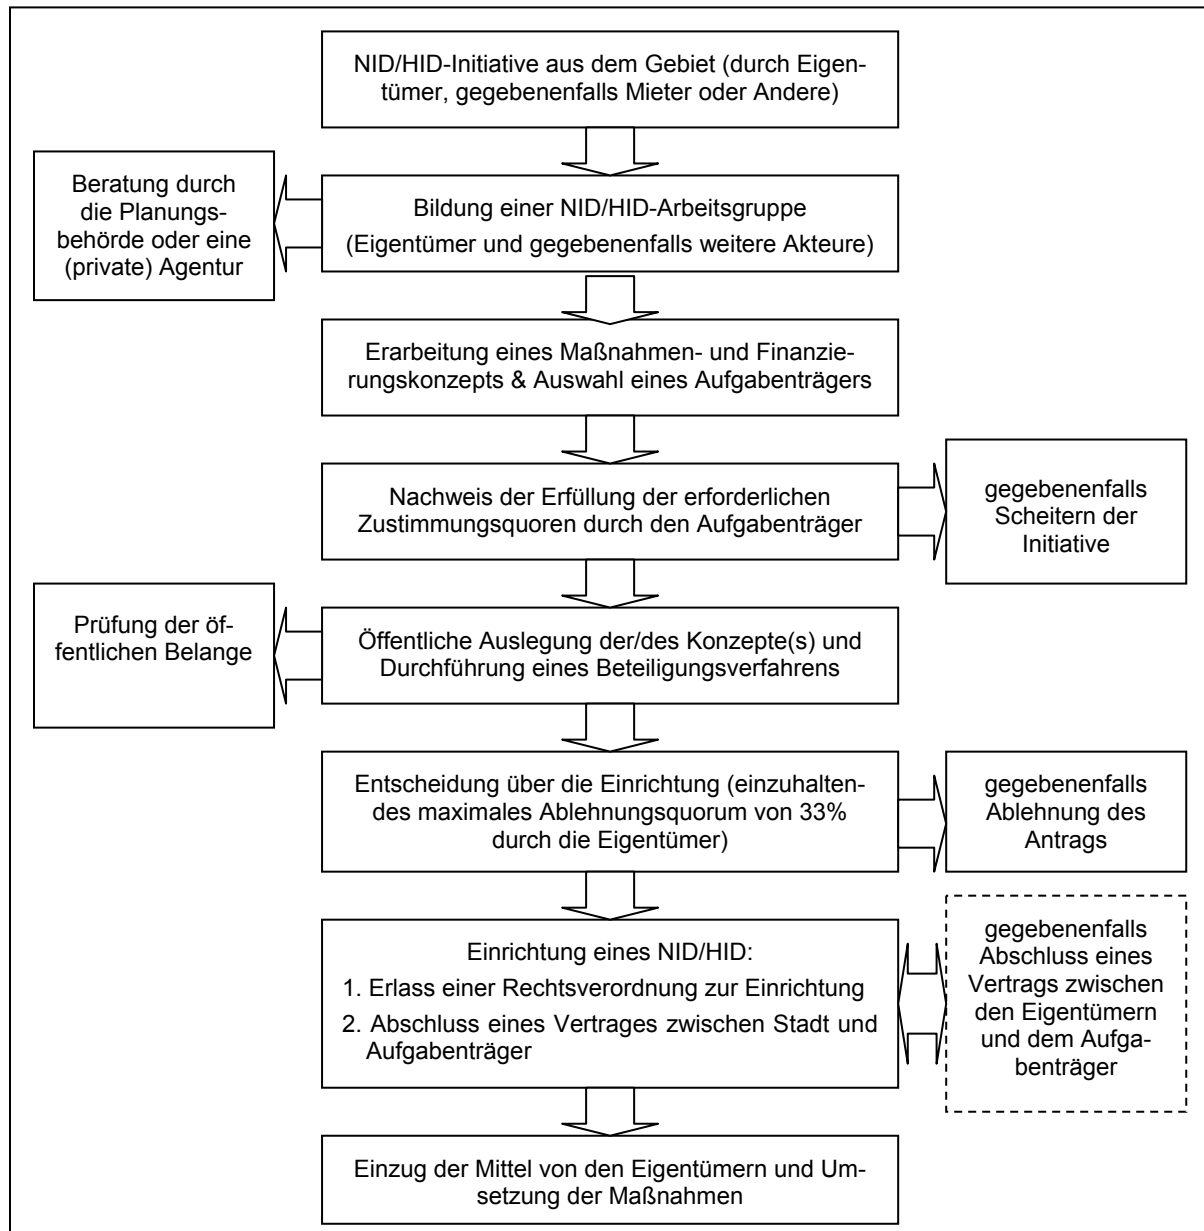 NID/HID-Initiative aus dem Gebiet (durch Eigen-
tümer, gegebenenfalls Mieter oder Andere)
Beratung durch
die Planungs-
behörde oder eine
(private) Agentur
Bildung einer NID/HID-Arbeitsgruppe
(Eigentümer und gegebenenfalls weitere Akteure)
Erarbeitung eines Maßnahmen- und Finanzie-
rungskonzepts & Auswahl eines Aufgabenträgers
Nachweis der Erfüllung der erforderlichen
Zustimmungsquoren durch den Aufgabenträger
gegebenenfalls
Scheitern der
Initiative
Prüfung der öf-
fentlichen Belange
Öffentliche Auslegung der/des Konzepte(s) und
Durchführung eines Beteiligungsverfahrens
Entscheidung über die Einrichtung (einzuhalten-
des maximales Ablehnungsquorum von 33%
durch die Eigentümer)
gegebenenfalls
Ablehnung des
Antrags
Einrichtung eines NID/HID:
1. Erlass einer Rechtsverordnung zur Einrichtung
2. Abschluss eines Vertrages zwischen Stadt und
Aufgabenträger
gegebenenfalls
Abschluss eines
Vertrags zwischen
den Eigentümern
und dem Aufga-
benträger
Einzug der Mittel von den Eigentümern und Um-
setzung der Maßnahmen